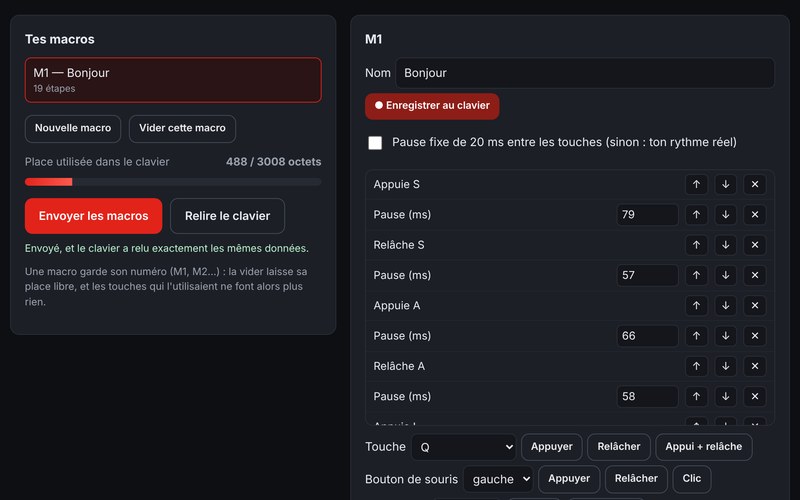 Tes macros
M1 — Bonjour
19 étapes
Nouvelle macro
Vider cette macro
Place utilisée dans le clavier
488 / 3008 octets
Envoyer les macros
Relire le clavier
Envoyé, et le clavier a relu exactement les mêmes données.
Une macro garde son numéro (M1, M2…) : la vider laisse sa
place libre, et les touches qui l'utilisaient ne font alors plus
rien.
M1
Nom Bonjour
Enregistrer au clavier
Pause fixe de 20 ms entre les touches (sinon : ton rythme réel)
Appuie S ↑ ↓ ✕
Pause (ms) 79 ↑ ↓ ✕
Relâche S ↑ ↓ ✕
Pause (ms) 57 ↑ ↓ ✕
Appuie A ↑ ↓ ✕
Pause (ms) 66 ↑ ↓ ✕
Relâche A ↑ ↓ ✕
Pause (ms) 58 ↑ ↓ ✕
Touche Q Appuyer Relâcher Appui + relâche
Bouton de souris gauche Appuyer Relâcher Clic